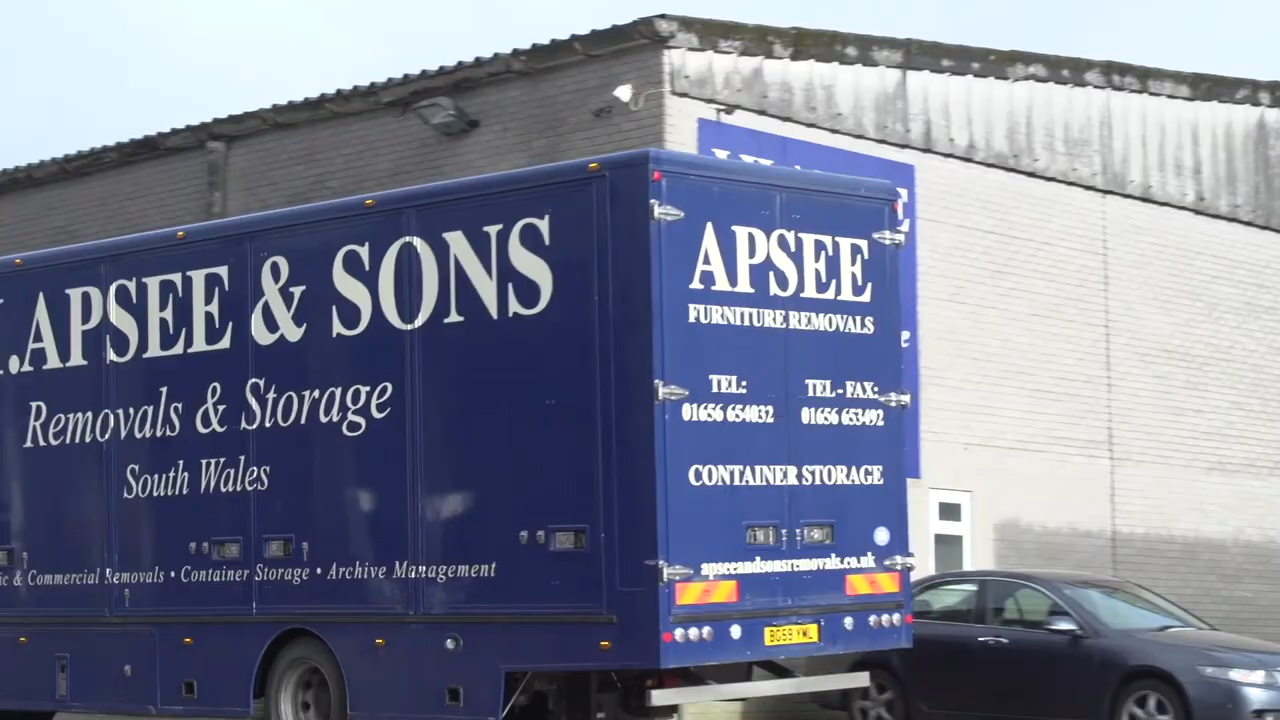 .APSEE & SONS
Removals & Storage
South Wales
ic & Commercial Removals • Container Storage • Archive Management
APSEE
FURNITURE REMOVALS
TEL:
01656 654032
TEL - FAX:
01656 653492
CONTAINER STORAGE
apseeandsonsremovals.co.uk
BG59 YWL